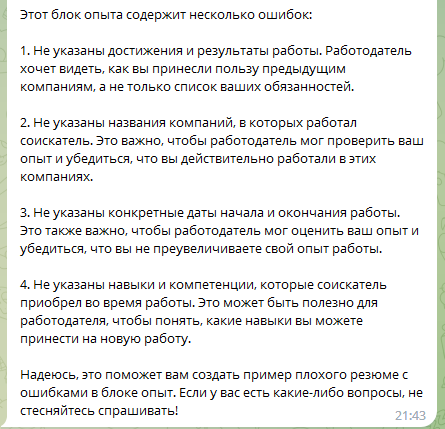 Этот блок опыта содержит несколько ошибок:
1. Не указаны достижения и результаты работы. Работодатель
хочет видеть, как вы принесли пользу предыдущим
компаниям, а не только список ваших обязанностей.
2. Не указаны названия компаний, в которых работал
соискатель. Это важно, чтобы работодатель мог проверить ваш
опыт и убедиться, что вы действительно работали в этих
компаниях.
3. Не указаны конкретные даты начала и окончания работы.
Это также важно, чтобы работодатель мог оценить ваш опыт и
убедиться, что вы не преувеличиваете свой опыт работы.
4. Не указаны навыки и компетенции, которые соискатель
приобрел во время работы. Это может быть полезно для
работодателя, чтобы понять, какие навыки вы можете
принести на новую работу.
Надеюсь, это поможет вам создать пример плохого резюме с
ошибками в блоке опыт. Если у вас есть какие-либо вопросы, не
стесняйтесь спрашивать!
21:43